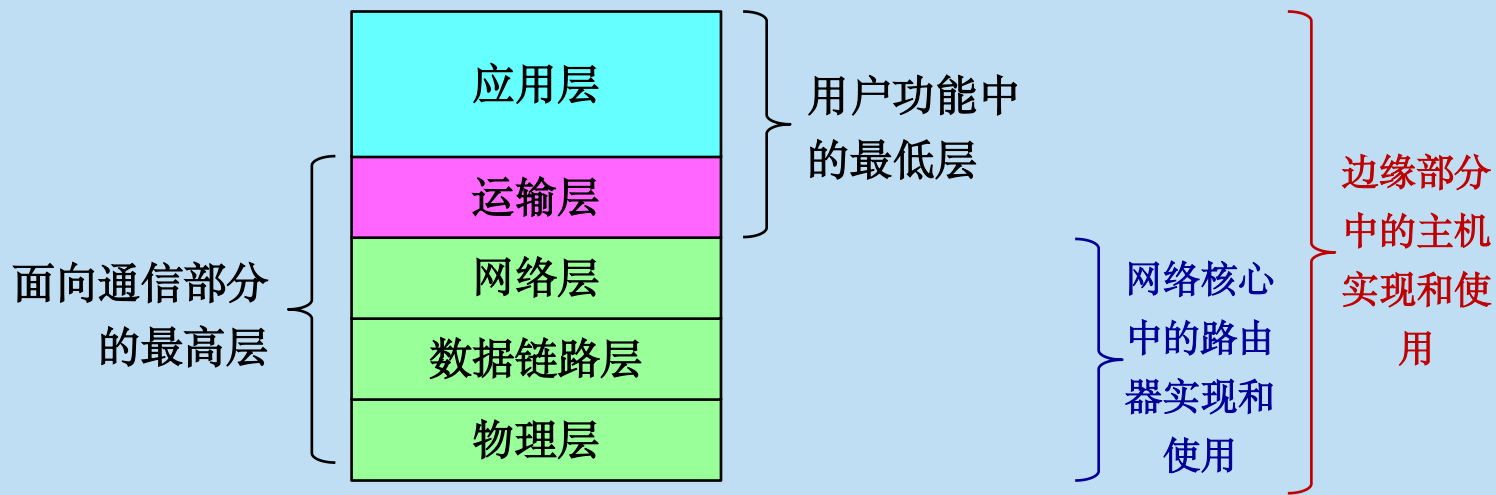 应用层
运输层
网络层
数据链路层
物理层
面向通信部分
的最高层
用户功能中
的最低层
网络核心
中的路由
器实现和
使用
边缘部分
中的主机
实现和使
用